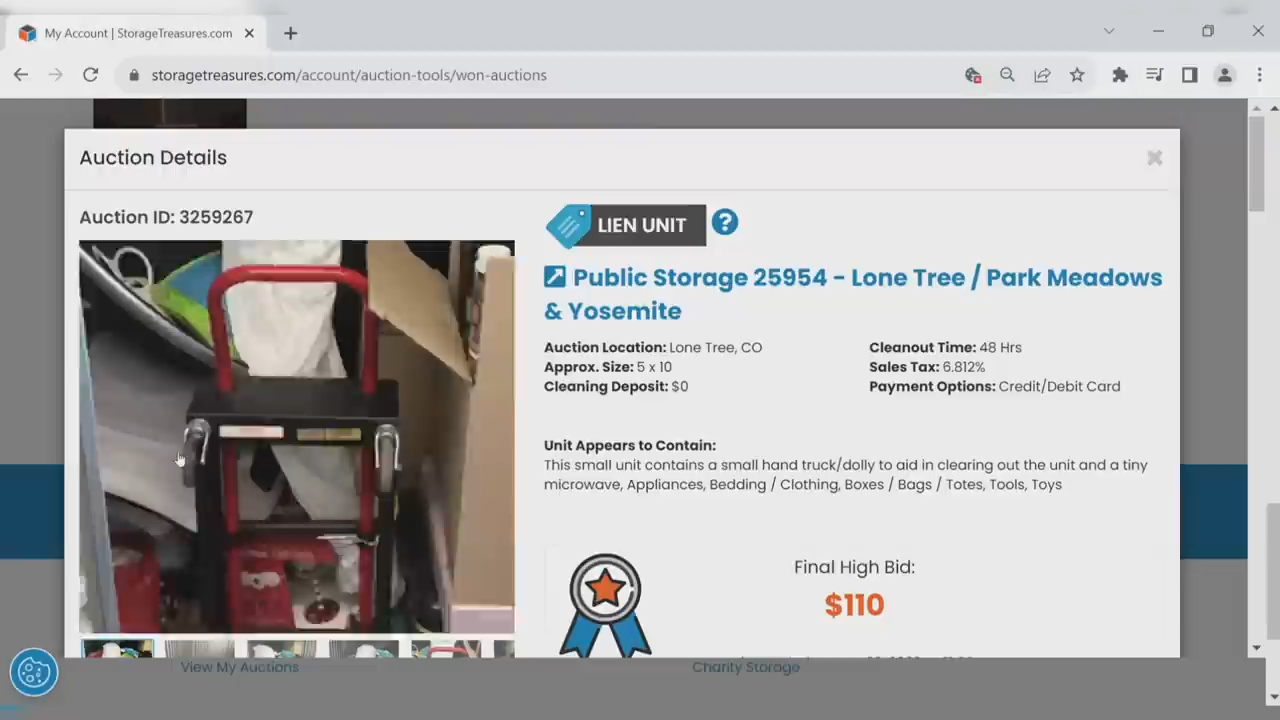 My Account | StorageTreasures.com
storagetreasures.com/account/auction-tools/won-auctions
Auction Details
Auction ID: 3259267
LIEN UNIT
?
Public Storage 25954 - Lone Tree / Park Meadows
& Yosemite
Auction Location: Lone Tree, CO
Cleanout Time: 48 Hrs
Approx. Size: 5 x 10
Sales Tax: 6.812%
Cleaning Deposit: $0
Payment Options: Credit/Debit Card
Unit Appears to Contain:
This small unit contains a small hand truck/dolly to aid in clearing out the unit and a tiny
microwave, Appliances, Bedding / Clothing, Boxes / Bags / Totes, Tools, Toys
Final High Bid:
$110
View My Auctions
Charity Storage